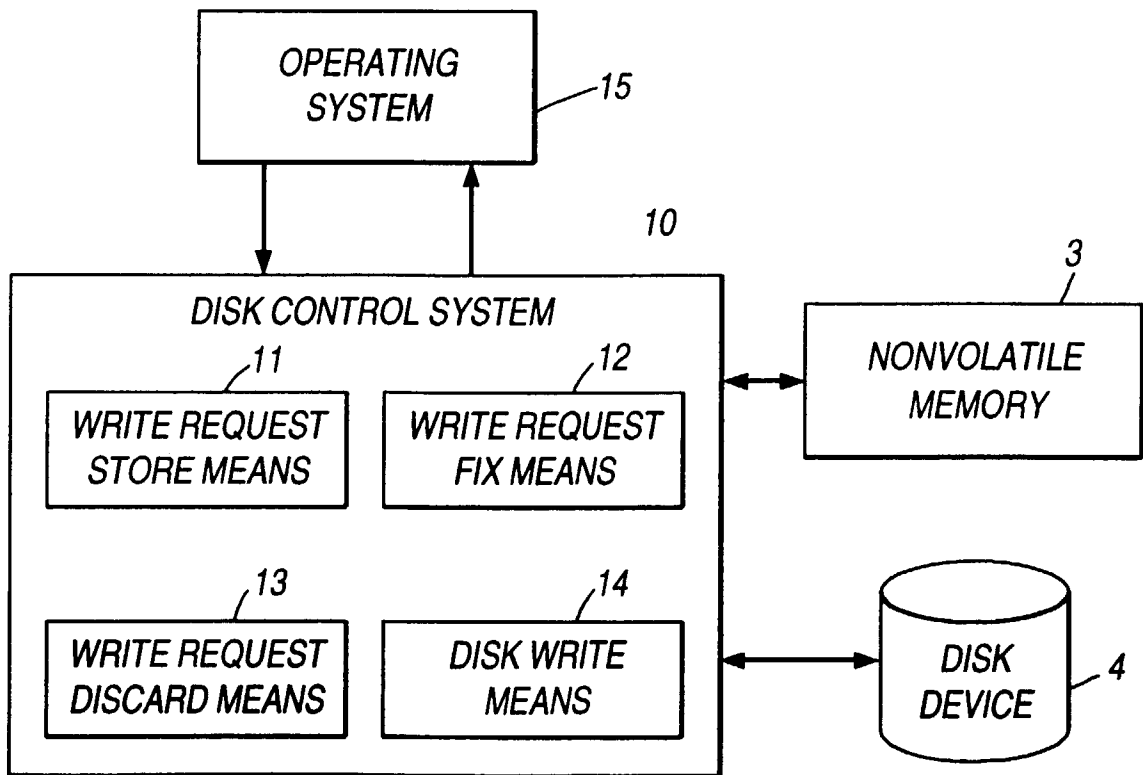 OPERATING
SYSTEM
15
10
DISK CONTROL SYSTEM
3
NONVOLATILE
MEMORY
11
WRITE REQUEST
STORE MEANS
12
WRITE REQUEST
FIX MEANS
13
WRITE REQUEST
DISCARD MEANS
14
DISK WRITE
MEANS
DISK
DEVICE
4